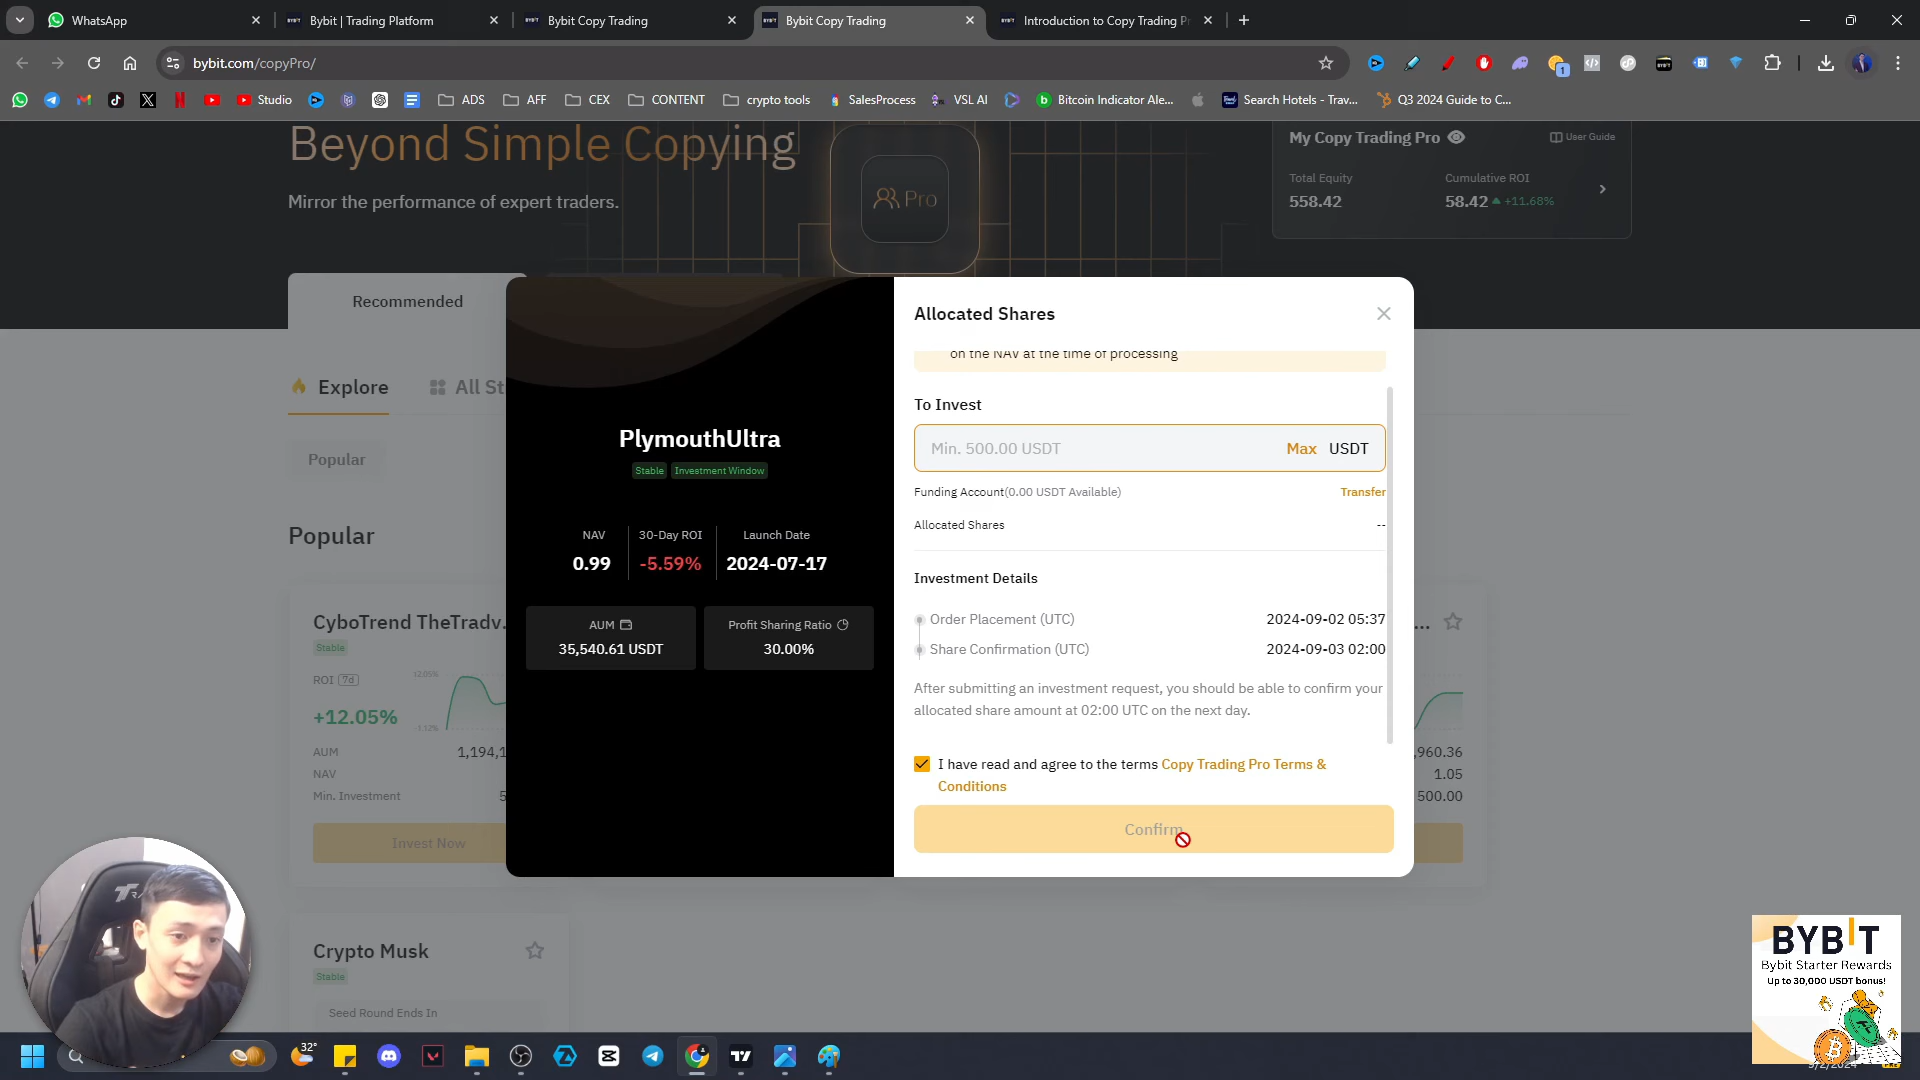 WhatsApp
Bybit | Trading Platform
Bybit Copy Trading
Bybit Copy Trading
Introduction to Copy Trading P
bybit.com/copyPro/
1
Studio
ADS
AFF
CEX
CONTENT
crypto tools
SalesProcess
VSL AI
Bitcoin Indicator Ale...
Search Hotels - Trav...
Q3 2024 Guide to C...
Beyond Simple Copying
Mirror the performance of expert traders.
Pro
My Copy Trading Pro
User Guide
Total Equity
Cumulative ROI
558.42
58.42 +11.68%
Recommended
Explore
All St
Popular
Popular
CyboTrend TheTradv.
Stable
ROI 7d
12.05%
+12.05%
-1.12%
AUM
1,194,1
NAV
Min. Investment
5
Invest Now
Crypto Musk
Stable
Seed Round Ends In
PlymouthUltra
Stable
Investment Window
NAV
30-Day ROI
Launch Date
0.99
-5.59%
2024-07-17
AUM
Profit Sharing Ratio
35,540.61 USDT
30.00%
Allocated Shares
on the NAV at the time of processing
To Invest
Min. 500.00 USDT
Max
USDT
Funding Account(0.00 USDT Available)
Transfer
Allocated Shares
--
Investment Details
Order Placement (UTC)
2024-09-02 05:37
Share Confirmation (UTC)
2024-09-03 02:00
After submitting an investment request, you should be able to confirm your
allocated share amount at 02:00 UTC on the next day.
I have read and agree to the terms Copy Trading Pro Terms &
Conditions
Confirm
...
,960.36
1.05
500.00
BYBIT
Bybit Starter Rewards
Up to 30,000 USDT bonus!
32°
9/2/2024